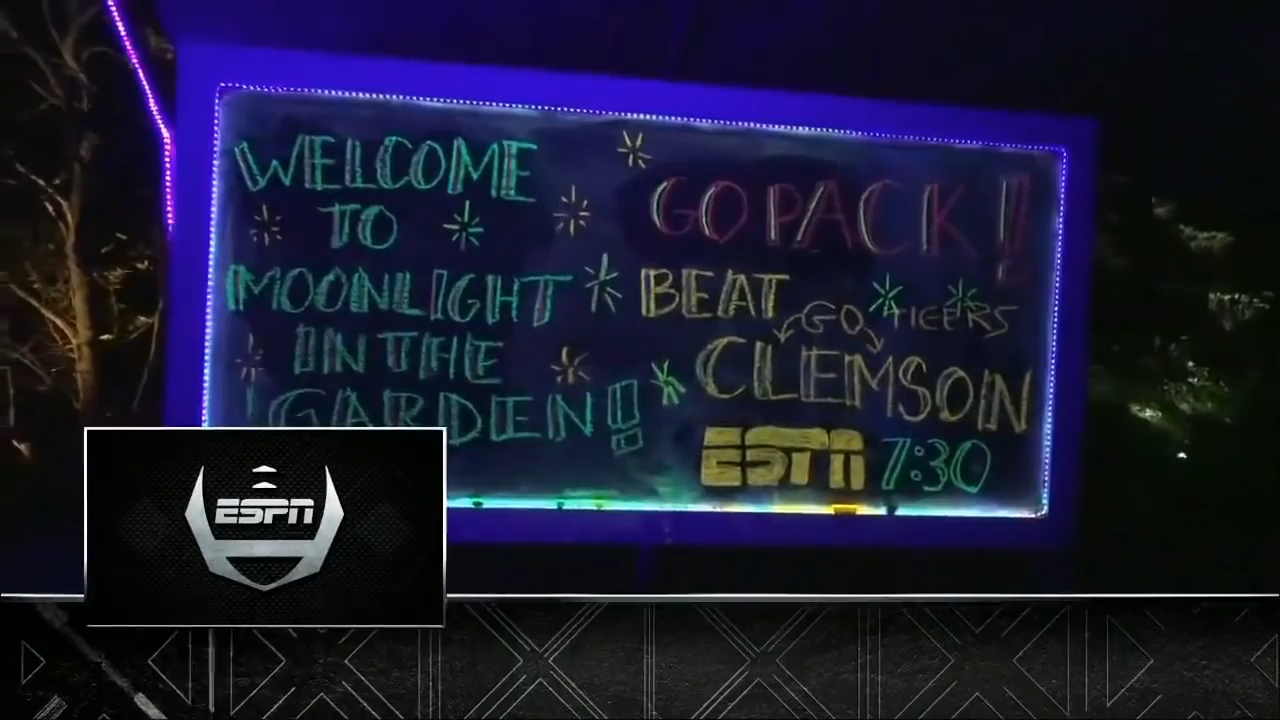 WELCOME
TO
MOONLIGHT
IN THE
GARDEN!!
GO PACK!!
BEAT
GO TIGERS
CLEMSON
ESPN 7:30
ESPN